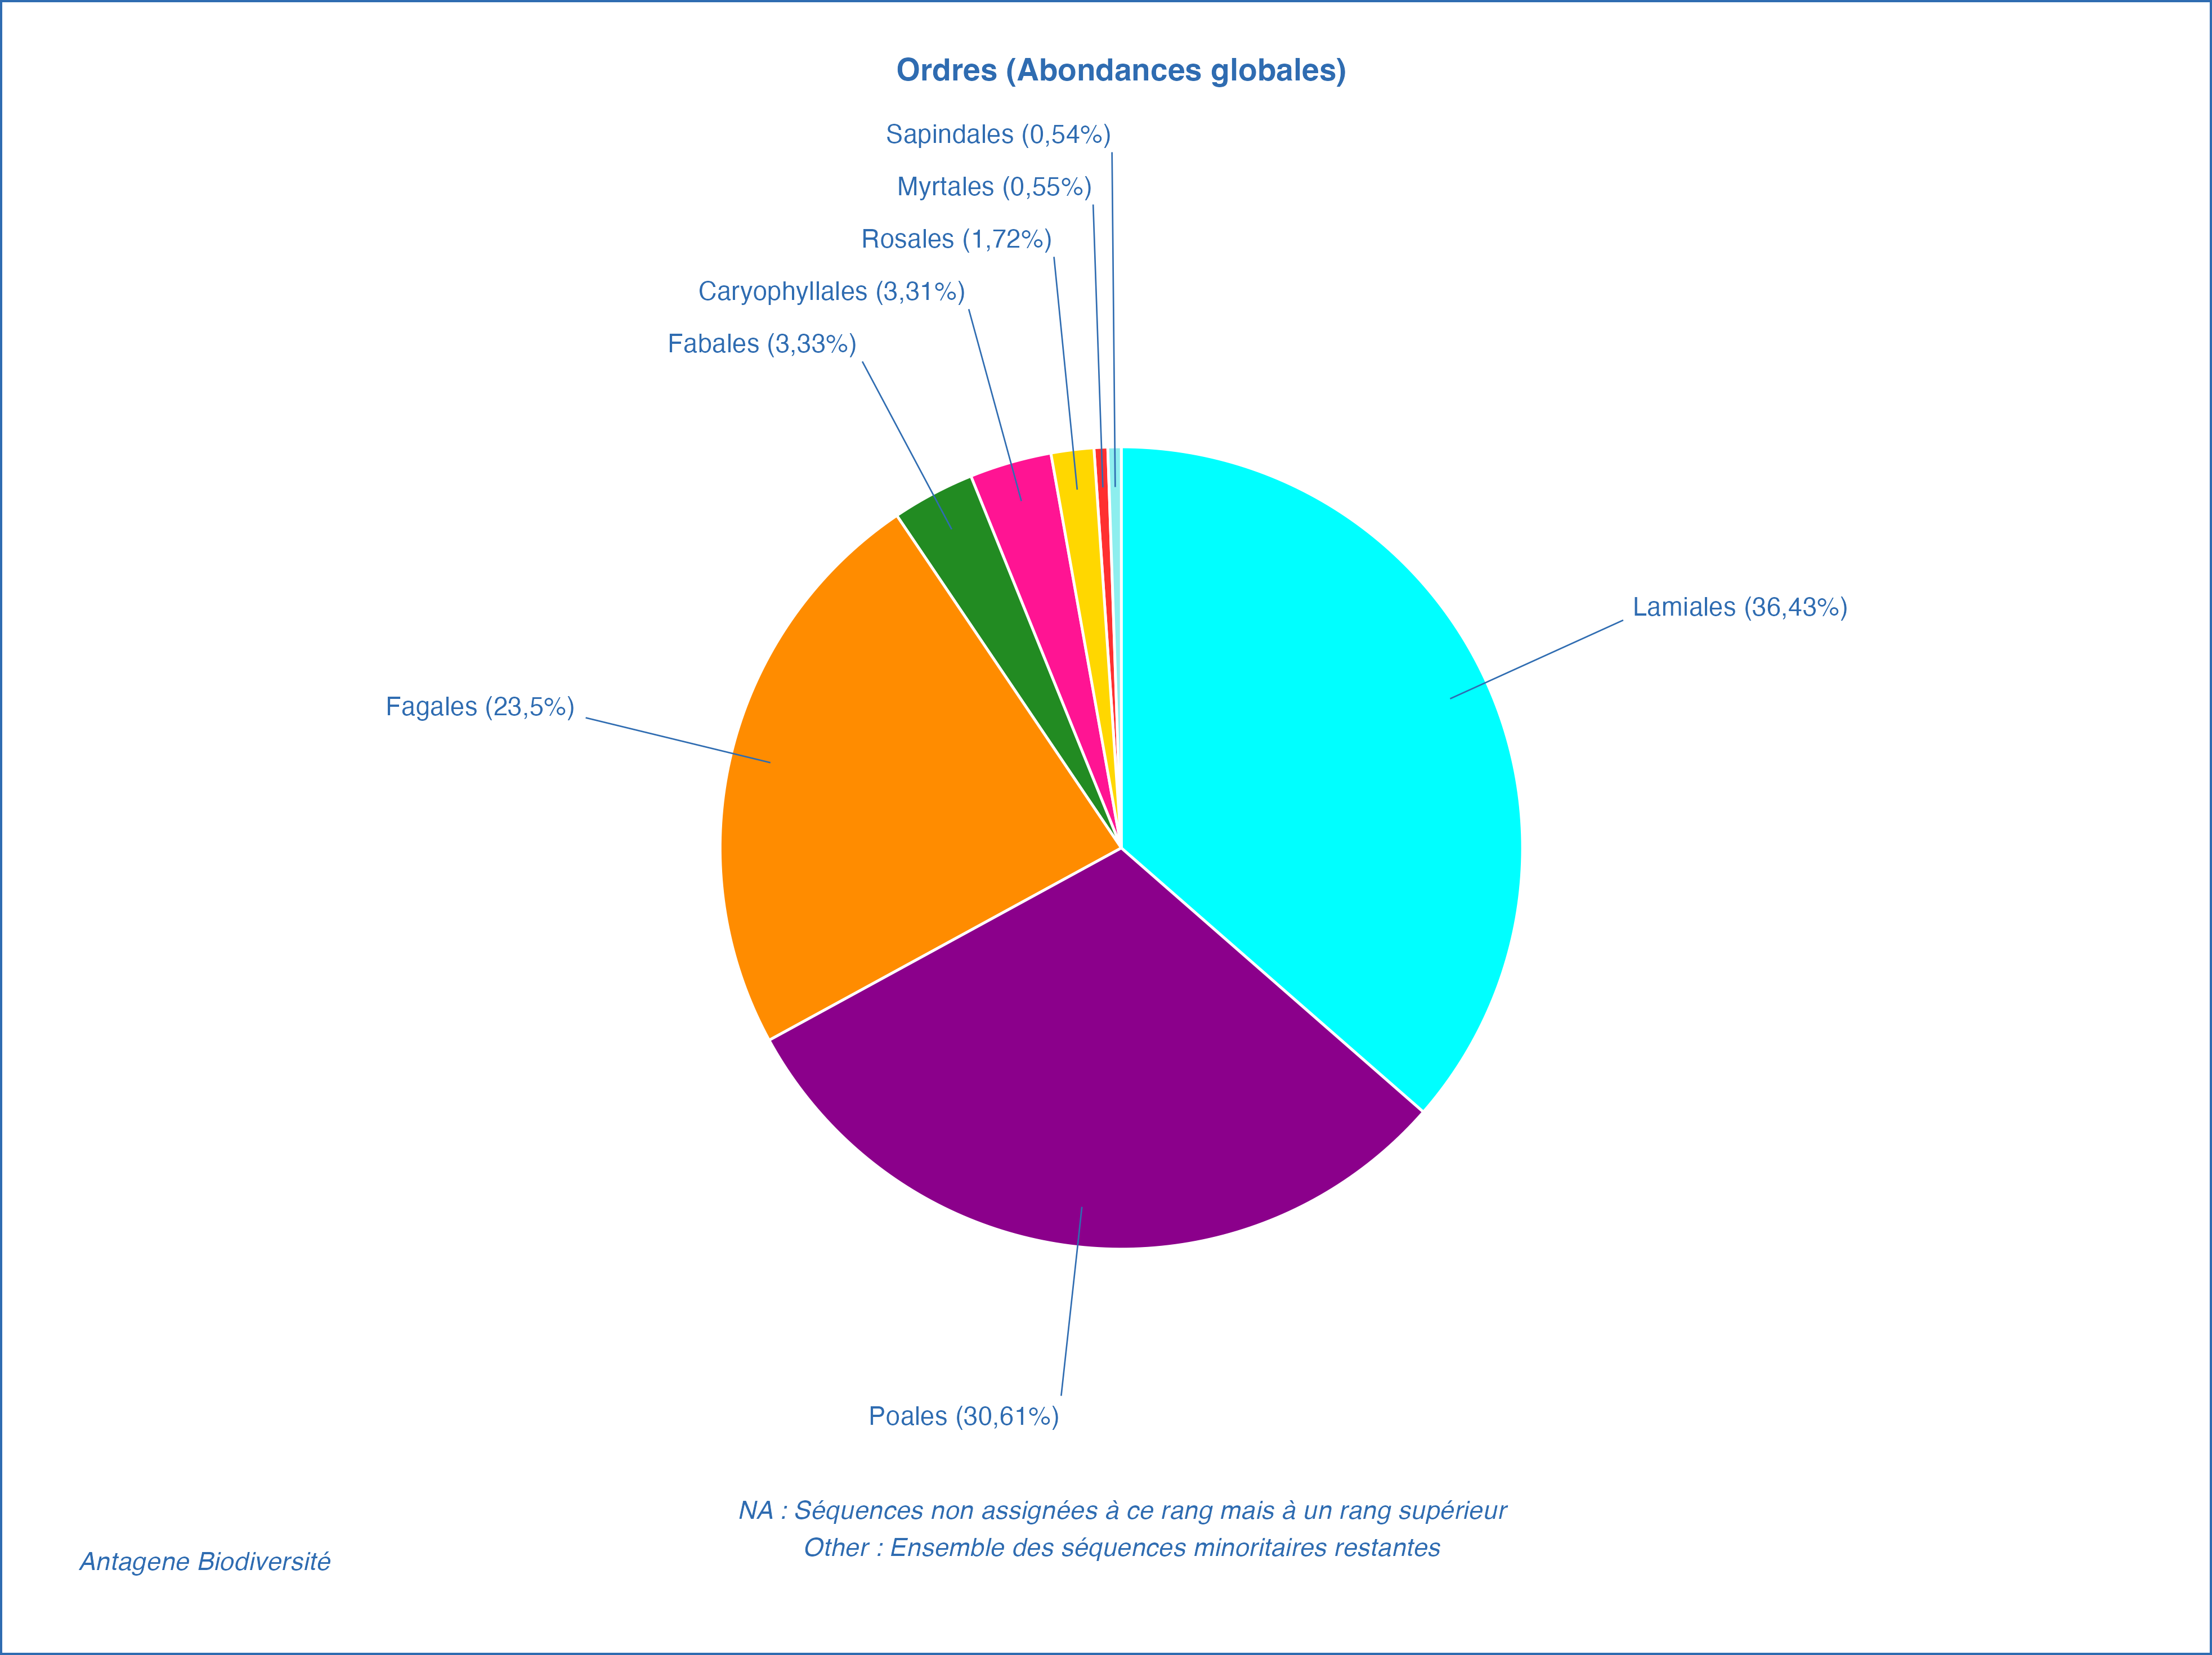 Ordres (Abondances globales)
Sapindales (0,54%)
Myrtales (0,55%)
Rosales (1,72%)
Caryophyllales (3,31%)
Fabales (3,33%)
Lamiales (36,43%)
Fagales (23,5%)
Poales (30,61%)
NA : Séquences non assignées à ce rang mais à un rang supérieur
Other : Ensemble des séquences minoritaires restantes
Antagene Biodiversité